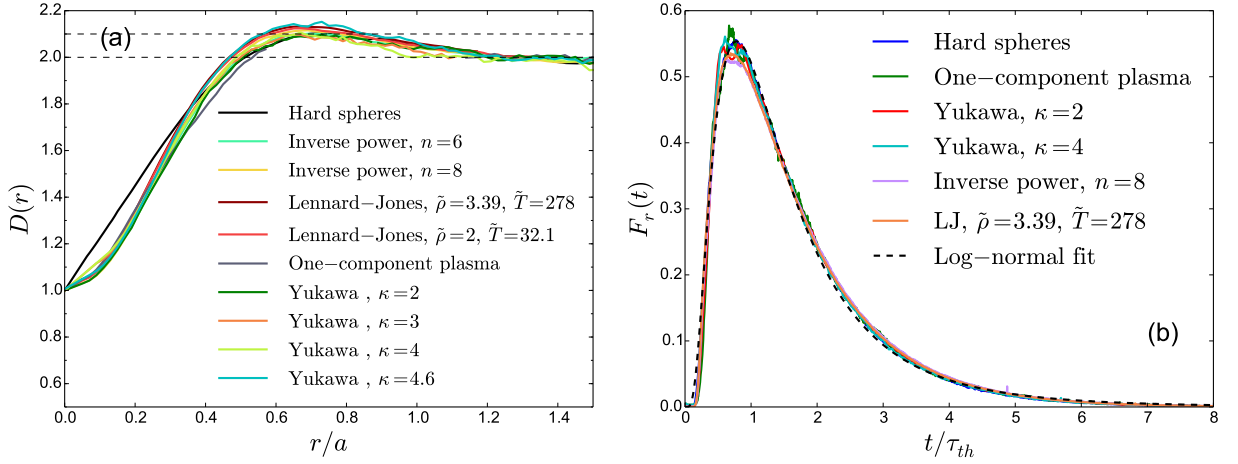 (a)
2.2
2.0
1.8
1.6
1.4
1.2
1.0
0.8
0.6
D(r)
Hard spheres
Inverse power, n=6
Inverse power, n=8
Lennard−Jones, ρ̃=3.39, T̃=278
Lennard−Jones, ρ̃=2, T̃=32.1
One−component plasma
Yukawa , κ=2
Yukawa , κ=3
Yukawa , κ=4
Yukawa , κ=4.6
0.0 0.2 0.4 0.6 0.8 1.0 1.2 1.4
r/a
0.6
0.5
0.4
0.3
0.2
0.1
0.0
F_r(t)
Hard spheres
One−component plasma
Yukawa, κ=2
Yukawa, κ=4
Inverse power, n=8
LJ, ρ̃=3.39, T̃=278
Log−normal fit
(b)
0 1 2 3 4 5 6 7 8
t/τ_th